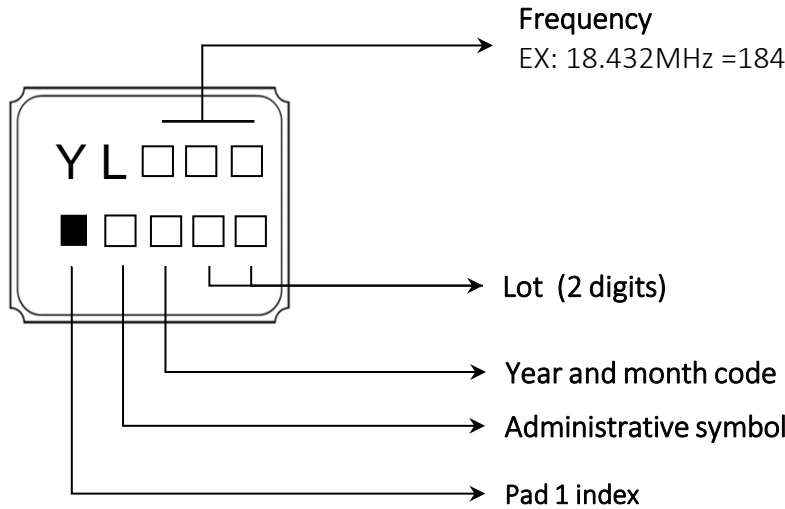 Frequency
EX: 18.432MHz =184
YL□□□
■□□□□
Lot (2 digits)
Year and month code
Administrative symbol
Pad 1 index